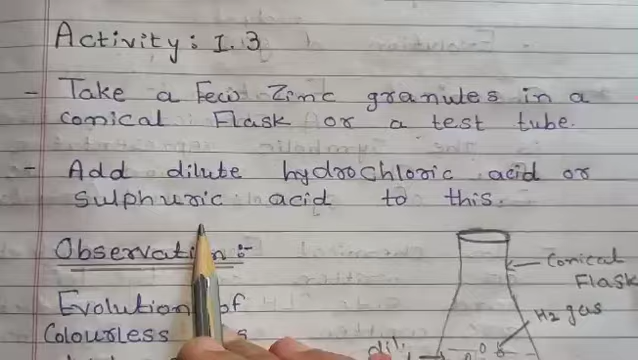 Activity: 1.3
- Take a Few Zinc granules in a
conical Flask or a test tube.
- Add dilute hydrochloric acid or
sulphuric acid to this.
Observation:-
Evolution of
Colourless
Conical
Flask
H2 gas
dil.